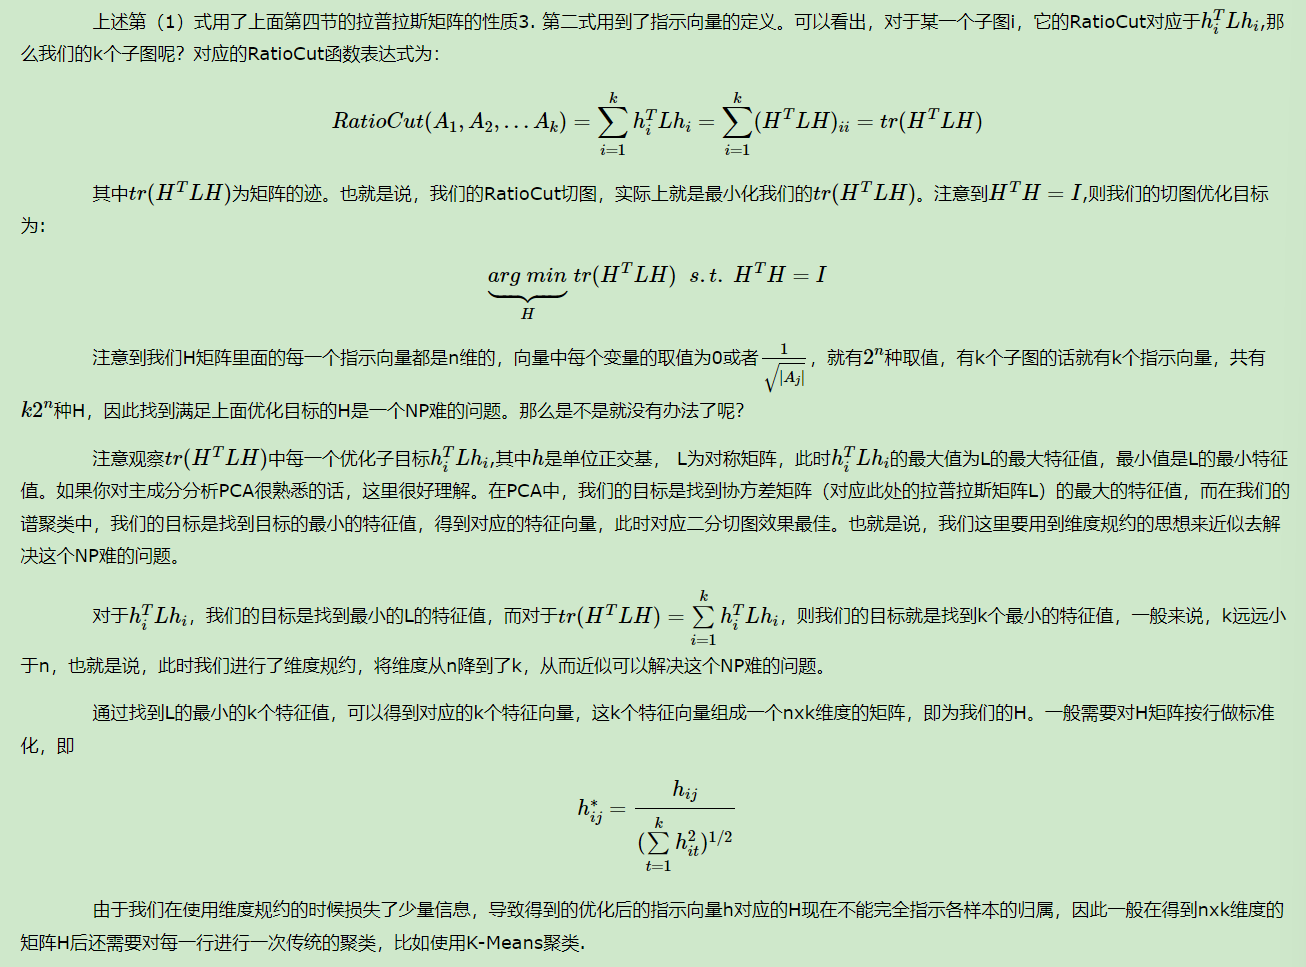 上述第（1）式用了上面第四节的拉普拉斯矩阵的性质3. 第二式用到了指示向量的定义。可以看出，对于某一个子图i，它的RatioCut对应于$h_i^TLh_i$,那
么我们的k个子图呢？对应的RatioCut函数表达式为：
$$RatioCut(A_1,A_2,\ldots A_k) = \sum_{i=1}^{k}h_i^TLh_i = \sum_{i=1}^{k}(H^TLH)_{ii} = tr(H^TLH)$$
其中$tr(H^TLH)$为矩阵的迹。也就是说，我们的RatioCut切图，实际上就是最小化我们的$tr(H^TLH)$。注意到$H^TH=I$,则我们的切图优化目标
为：
$$\underbrace{arg\;min}_H\; tr(H^TLH) \;\; s.t.\; H^TH=I$$
注意到我们H矩阵里面的每一个指示向量都是n维的，向量中每个变量的取值为0或者$\frac{1}{\sqrt{|A_j|}}$，就有$2^n$种取值，有k个子图的话就有k个指示向量，共有
$k2^n$种H，因此找到满足上面优化目标的H是一个NP难的问题。那么是不是就没有办法了呢？
注意观察$tr(H^TLH)$中每一个优化子目标$h_i^TLh_i$,其中$h$是单位正交基， L为对称矩阵，此时$h_i^TLh_i$的最大值为L的最大特征值，最小值是L的最小特征
值。如果你对主成分分析PCA很熟悉的话，这里很好理解。在PCA中，我们的目标是找到协方差矩阵（对应此处的拉普拉斯矩阵L）的最大的特征值，而在我们的
谱聚类中，我们的目标是找到目标的最小的特征值，得到对应的特征向量，此时对应二分切图效果最佳。也就是说，我们这里要用到维度规约的思想来近似去解
决这个NP难的问题。
对于$h_i^TLh_i$，我们的目标是找到最小的L的特征值，而对于$tr(H^TLH) = \sum\limits_{i=1}^{k}h_i^TLh_i$，则我们的目标就是找到k个最小的特征值，一般来说，k远远小
于n，也就是说，此时我们进行了维度规约，将维度从n降到了k，从而近似可以解决这个NP难的问题。
通过找到L的最小的k个特征值，可以得到对应的k个特征向量，这k个特征向量组成一个nxk维度的矩阵，即为我们的H。一般需要对H矩阵按行做标准
化，即
$$h_{ij}^{*} = \frac{h_{ij}}{(\sum\limits_{t=1}^{k}h_{it}^{2})^{1/2}}$$
由于我们在使用维度规约的时候损失了少量信息，导致得到的优化后的指示向量h对应的H现在不能完全指示各样本的归属，因此一般在得到nxk维度的
矩阵H后还需要对每一行进行一次传统的聚类，比如使用K-Means聚类.